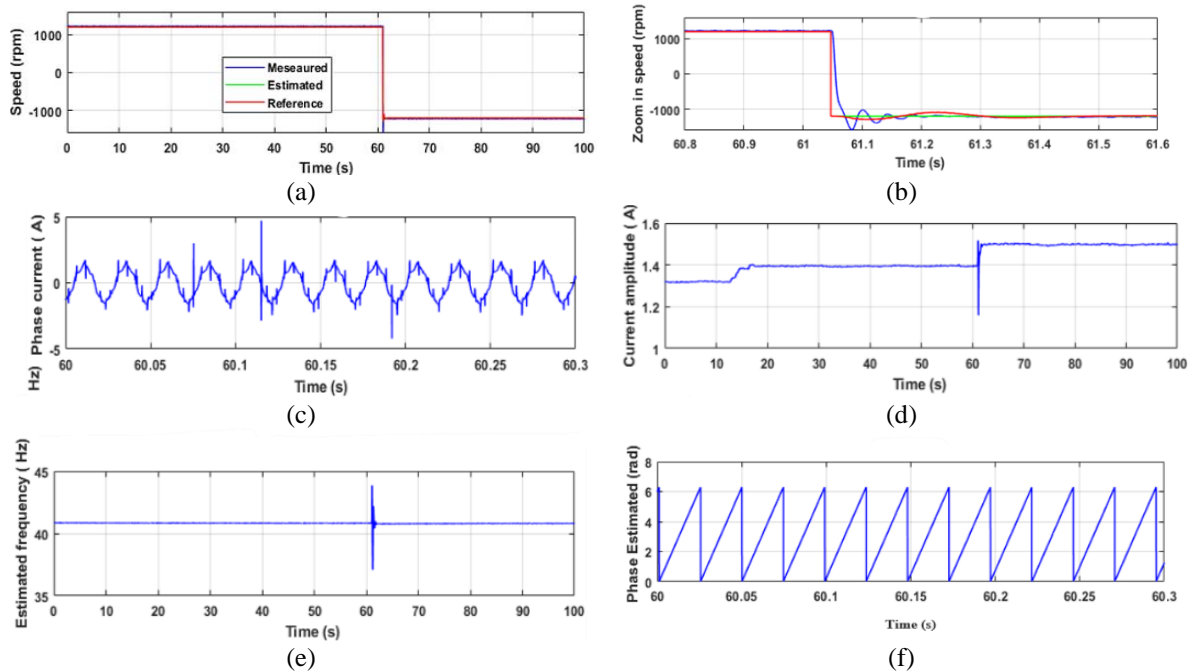 Speed (rpm)
1000
0
-1000
Meseaured
Estimated
Reference
0 10 20 30 40 50 60 70 80 90 100
Time (s)
(a)
Zoom in speed (rpm)
1000
0
-1000
60.8 60.9 61 61.1 61.2 61.3 61.4 61.5 61.6
Time (s)
(b)
Hz) Phase current ( A)
5
0
-5
60 60.05 60.1 60.15 60.2 60.25 60.3
Time (s)
(c)
Current amplitude ( A)
1.6
1.4
1.2
1
0 10 20 30 40 50 60 70 80 90 100
Time (s)
(d)
Estimated frequency ( Hz)
45
40
35
0 10 20 30 40 50 60 70 80 90 100
Time (s)
(e)
Phase Estimated (rad)
8
6
4
2
0
60 60.05 60.1 60.15 60.2 60.25 60.3
Time (s)
(f)